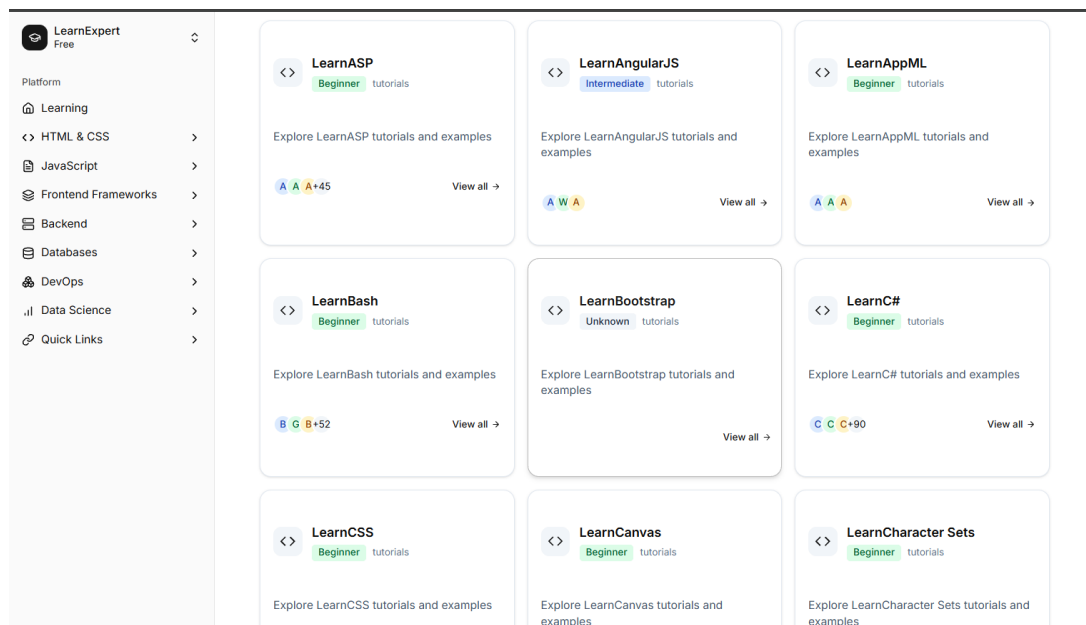 LearnExpert
Free
Platform
Learning
HTML & CSS
JavaScript
Frontend Frameworks
Backend
Databases
DevOps
Data Science
Quick Links
LearnASP
Beginner tutorials
Explore LearnASP tutorials and examples
A A A+45 View all →
LearnAngularJS
Intermediate tutorials
Explore LearnAngularJS tutorials and
examples
A W A View all →
LearnAppML
Beginner tutorials
Explore LearnAppML tutorials and
examples
A A A View all →
LearnBash
Beginner tutorials
Explore LearnBash tutorials and examples
B G B+52 View all →
LearnBootstrap
Unknown tutorials
Explore LearnBootstrap tutorials and
examples
View all →
LearnC#
Beginner tutorials
Explore LearnC# tutorials and examples
C C C+90 View all →
LearnCSS
Beginner tutorials
Explore LearnCSS tutorials and examples
LearnCanvas
Beginner tutorials
Explore LearnCanvas tutorials and
examples
LearnCharacter Sets
Beginner tutorials
Explore LearnCharacter Sets tutorials and
examples